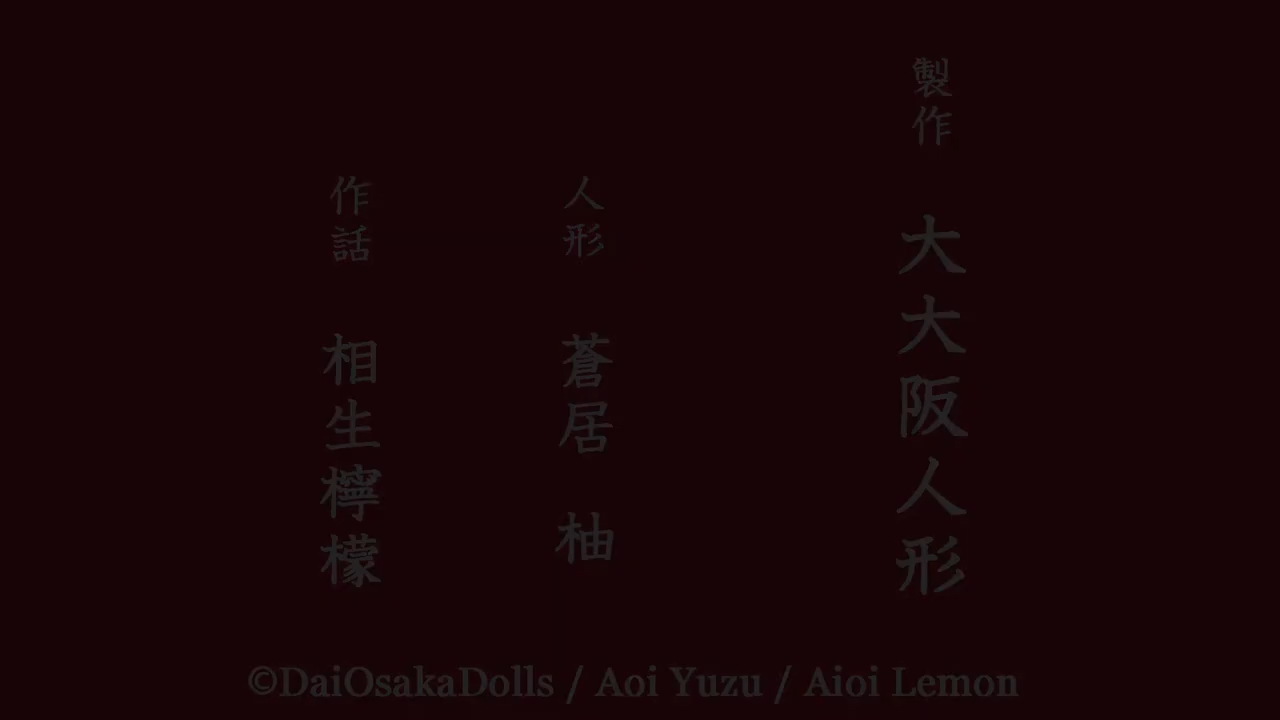 製作 大大阪人形
人形 蒼居 柚
作話 相生檸檬
©DaiOsakaDolls / Aoi Yuzu / Aioi Lemon